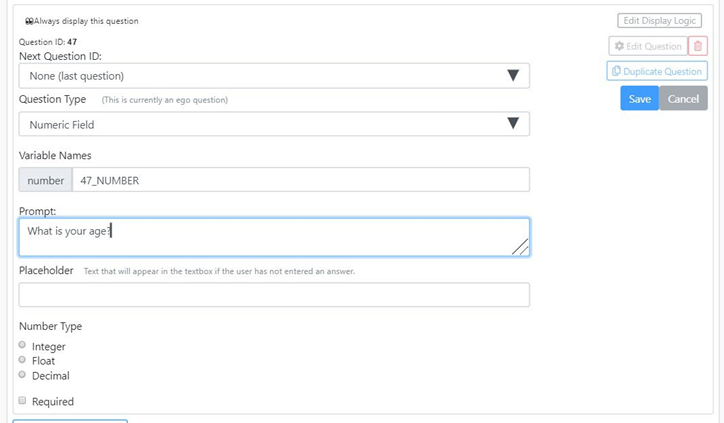 Always display this question
Edit Display Logic
Question ID: 47
Edit Question
Next Question ID:
None (last question)
Duplicate Question
Question Type (This is currently an ego question)
Save Cancel
Numeric Field
Variable Names
number 47_NUMBER
Prompt:
What is your age?
Placeholder Text that will appear in the textbox if the user has not entered an answer.
Number Type
Integer
Float
Decimal
Required